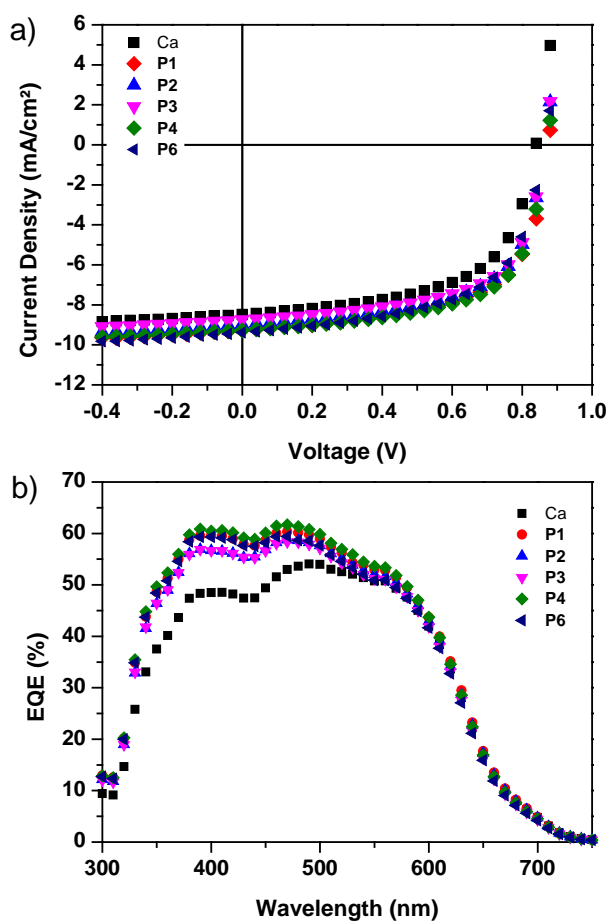 a)
6
4
2
0
-2
-4
-6
-8
-10
-12
Current Density (mA/cm²)
Ca
P1
P2
P3
P4
P6
-0.4 -0.2 0.0 0.2 0.4 0.6 0.8 1.0
Voltage (V)
b)
70
60
50
40
30
20
10
0
EQE (%)
Ca
P1
P2
P3
P4
P6
300 400 500 600 700
Wavelength (nm)